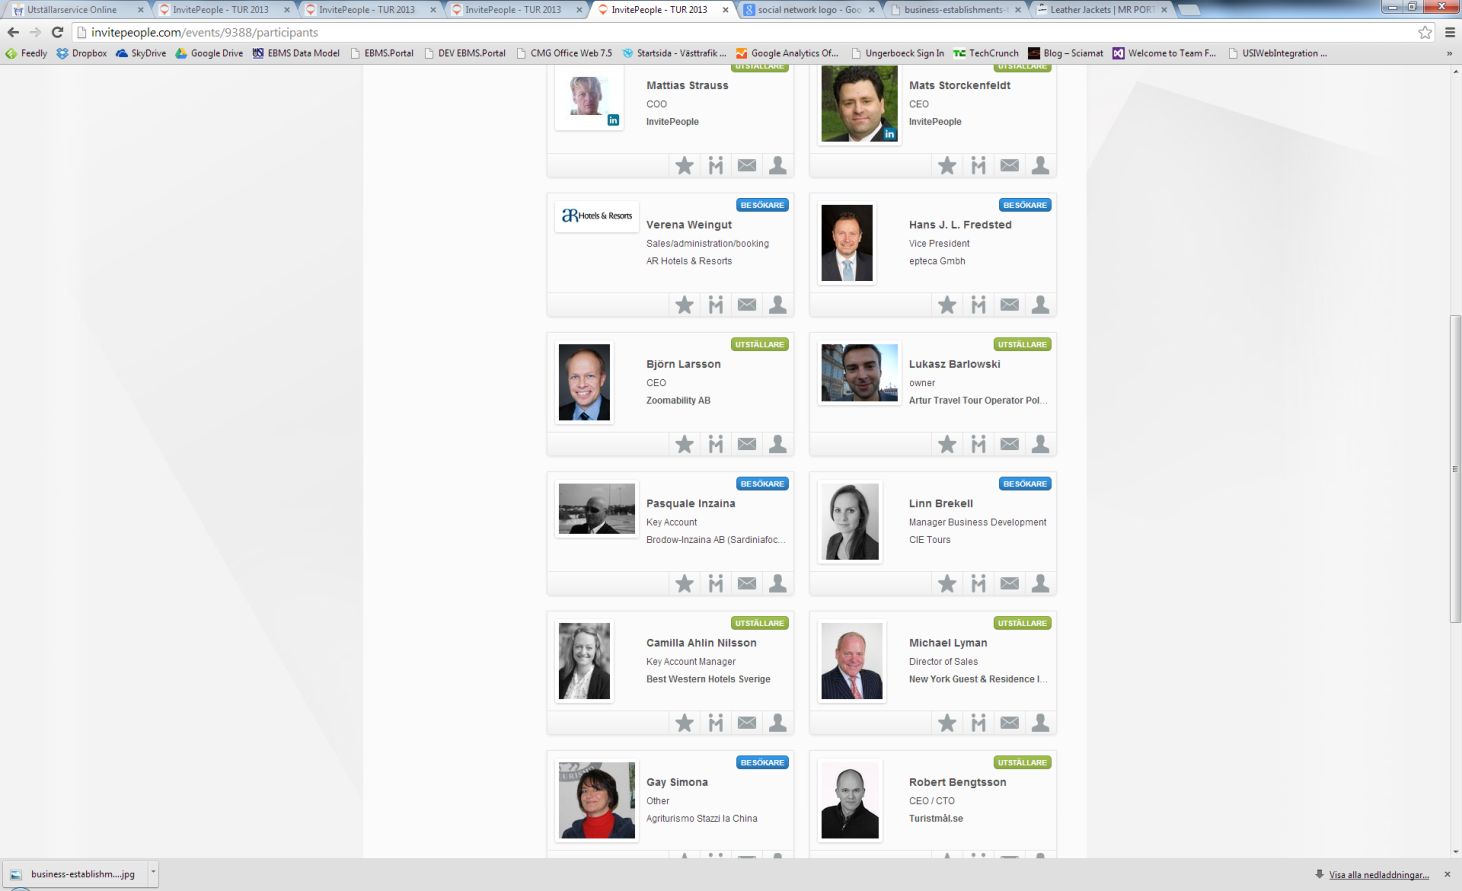 Utställarservice Online
InvitePeople - TUR 2013
InvitePeople - TUR 2013
InvitePeople - TUR 2013
InvitePeople - TUR 2013
social network logo - Goo
business-establishments-
Leather Jackets | MR PORT
invitepeople.com/events/9388/participants
Feedly
Dropbox
SkyDrive
Google Drive
EBMS Data Model
EBMS.Portal
DEV EBMS.Portal
CMG Office Web 7.5
Startsida - Västtrafik ...
Google Analytics Of...
Ungerboeck Sign In
TechCrunch
Blog – Sciamat
Welcome to Team F...
USIWebIntegration ...
»
UTSTÄLLARE
Mattias Strauss
COO
InvitePeople
in
UTSTÄLLARE
Mats Storckenfeldt
CEO
InvitePeople
in
BESÖKARE
AR Hotels & Resorts
Verena Weingut
Sales/administration/booking
AR Hotels & Resorts
BESÖKARE
Hans J. L. Fredsted
Vice President
epteca Gmbh
UTSTÄLLARE
Björn Larsson
CEO
Zoomability AB
UTSTÄLLARE
Lukasz Barlowski
owner
Artur Travel Tour Operator Pol...
BESÖKARE
Pasquale Inzaina
Key Account
Brodow-Inzaina AB (Sardiniafoc...
BESÖKARE
Linn Brekell
Manager Business Development
CIE Tours
UTSTÄLLARE
Camilla Ahlin Nilsson
Key Account Manager
Best Western Hotels Sverige
UTSTÄLLARE
Michael Lyman
Director of Sales
New York Guest & Residence I...
BESÖKARE
Gay Simona
Other
Agriturismo Stazzi la China
UTSTÄLLARE
Robert Bengtsson
CEO / CTO
Turistmål.se
business-establishm....jpg
Visa alla nedladdningar...